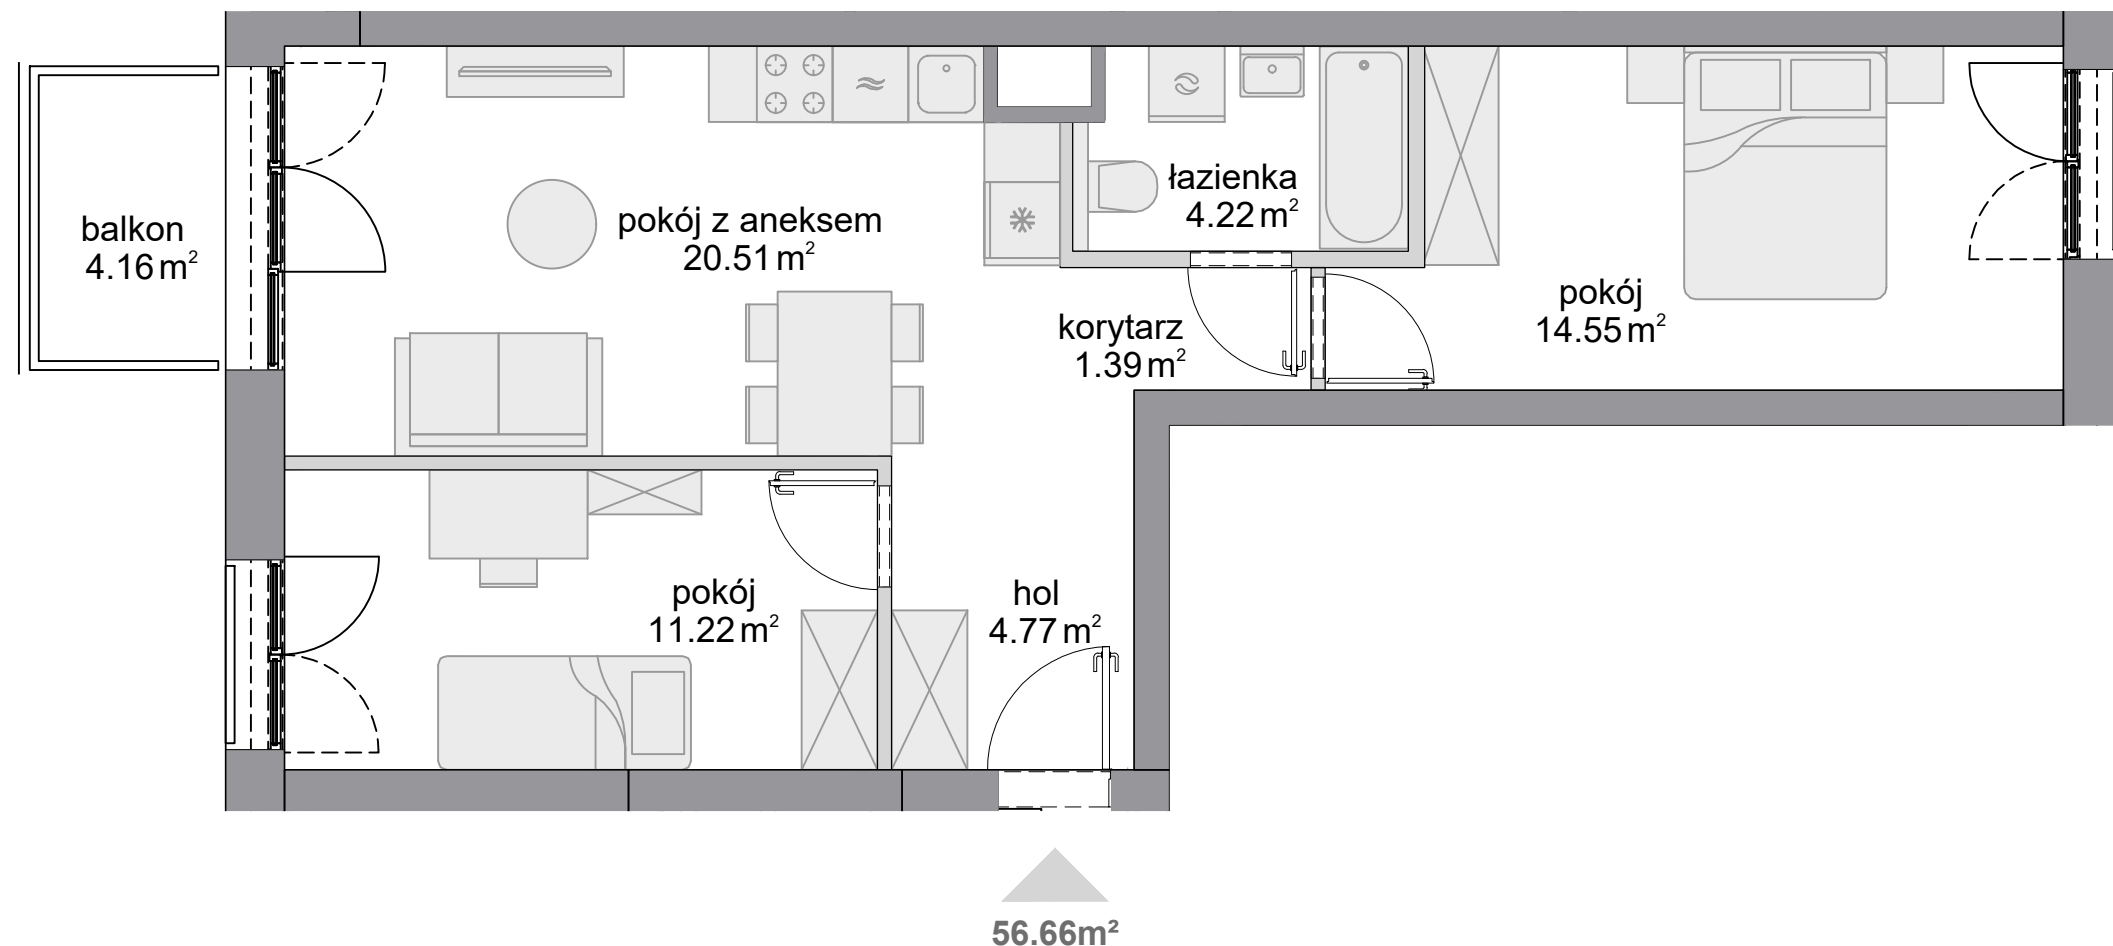 balkon
4.16 m²
pokój z aneksem
20.51 m²
łazienka
4.22 m²
korytarz
1.39 m²
pokój
14.55 m²
pokój
11.22 m²
hol
4.77 m²
56.66m²